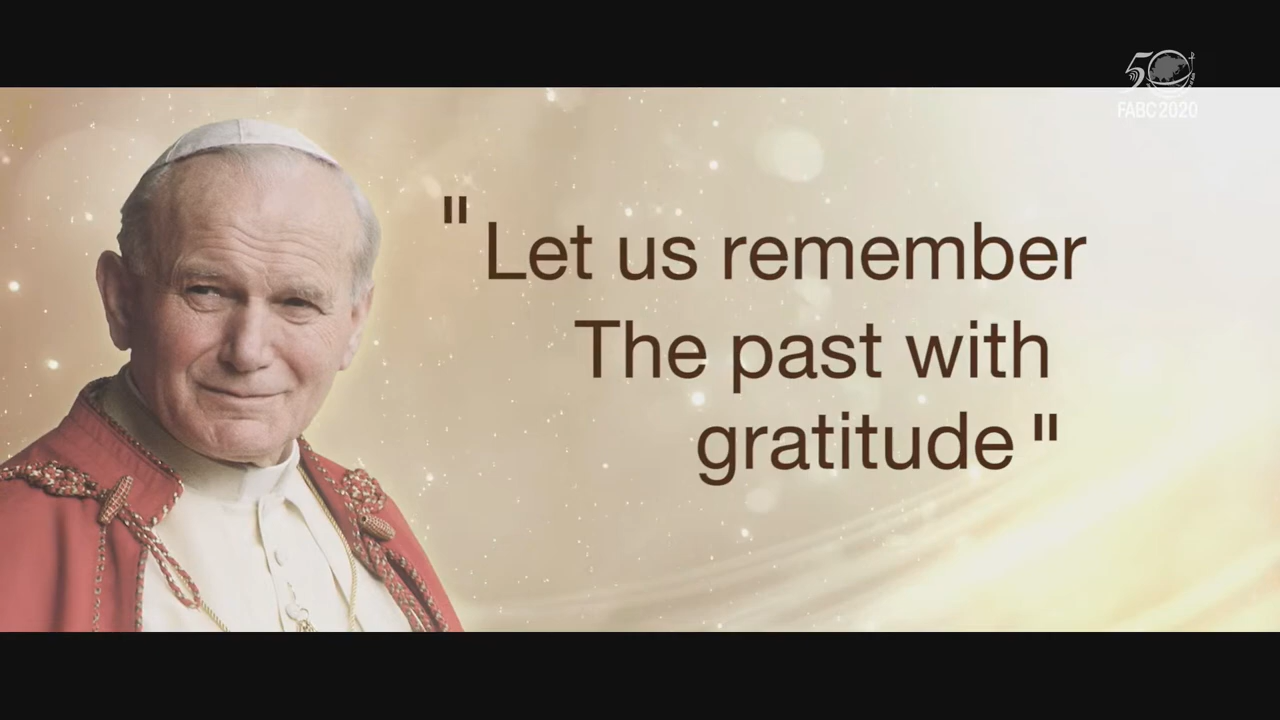 50
FABC 2020
"Let us remember
The past with
gratitude"